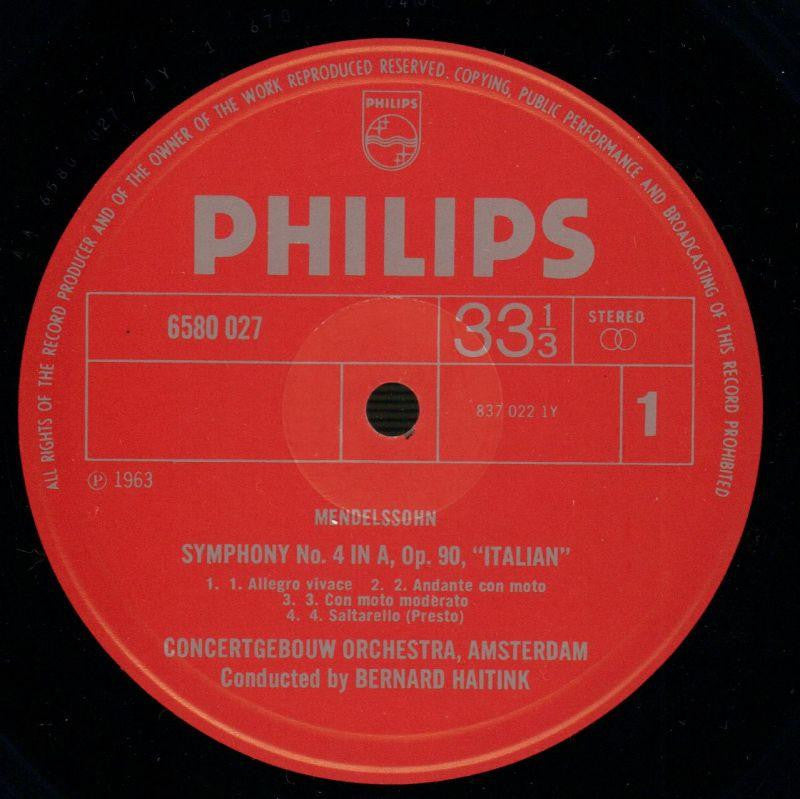 ALL RIGHTS OF THE RECORD PRODUCER AND OF THE OWNER OF THE WORK REPRODUCED RESERVED. COPYING, PUBLIC PERFORMANCE AND BROADCASTING OF THIS RECORD PROHIBITED
PHILIPS
PHILIPS
6580 027
33 1/3
STEREO
837 022 1Y
1
Ⓟ 1963
MENDELSSOHN
SYMPHONY No. 4 IN A, Op. 90, "ITALIAN"
1. 1. Allegro vivace 2. 2. Andante con moto
3. 3. Con moto moderato
4. 4. Saltarello (Presto)
CONCERTGEBOUW ORCHESTRA, AMSTERDAM
Conducted by BERNARD HAITINK